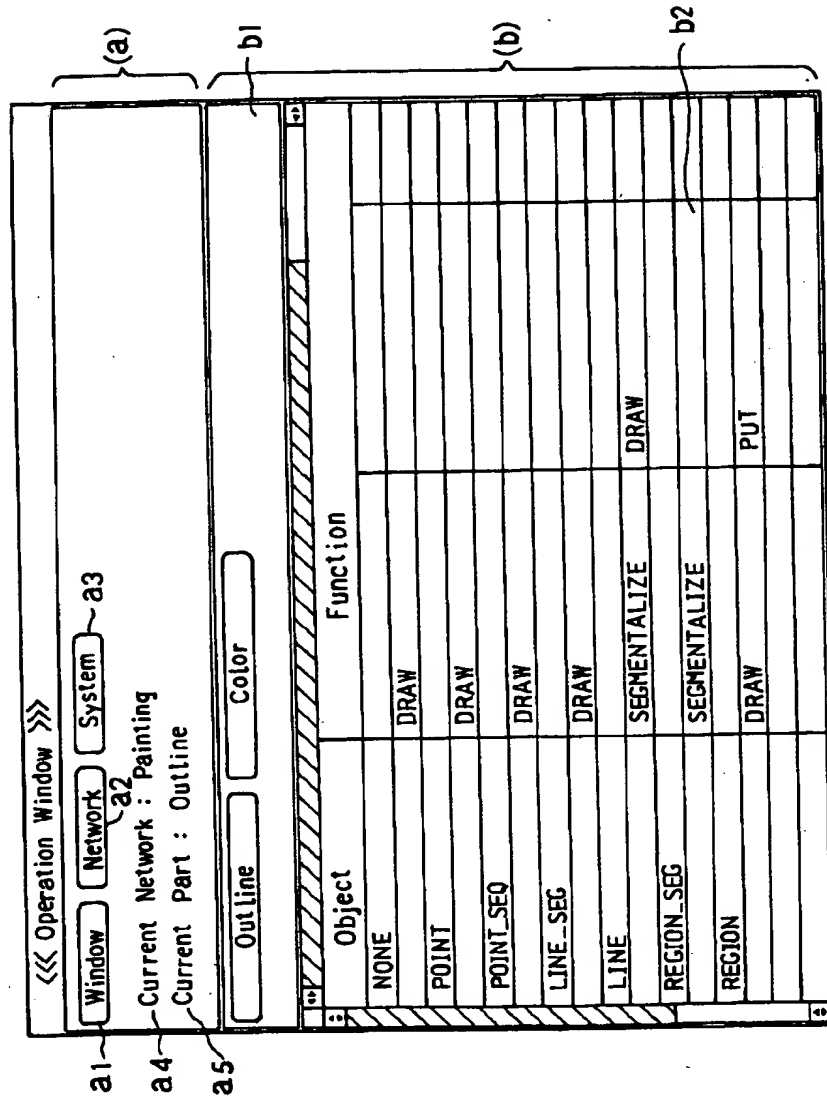 <<< Operation Window >>>
a1 Window Network a2 System a3 (a)
a4 Current Network : Painting
a5 Current Part : Outline
Outline Color b1
Object Function (b)
NONE
DRAW
POINT
DRAW
POINT_SEQ
DRAW
LINE_SEG
DRAW
LINE
SEGMENTALIZE DRAW
REGION_SEG
SEGMENTALIZE b2
REGION
DRAW PUT